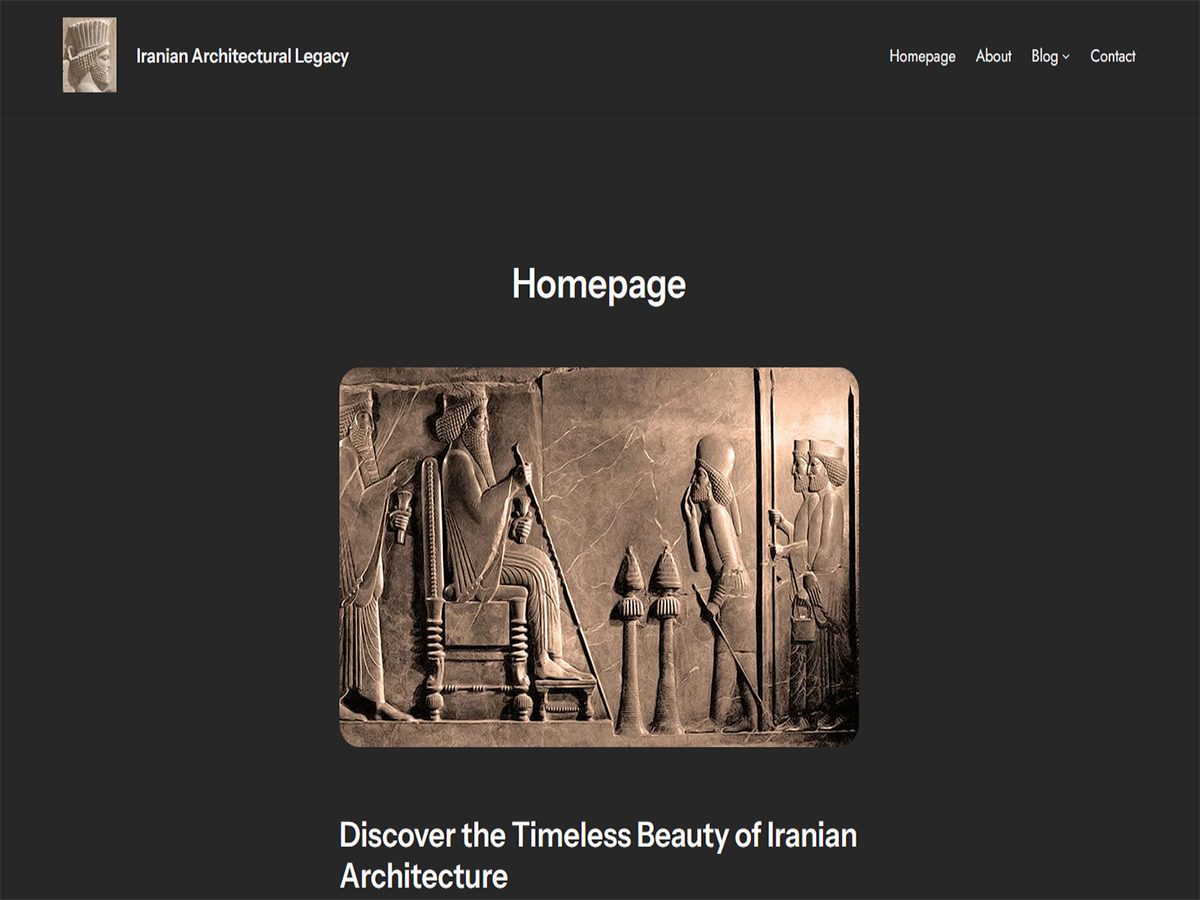 Iranian Architectural Legacy
Homepage About Blog Contact
Homepage
Discover the Timeless Beauty of Iranian
Architecture